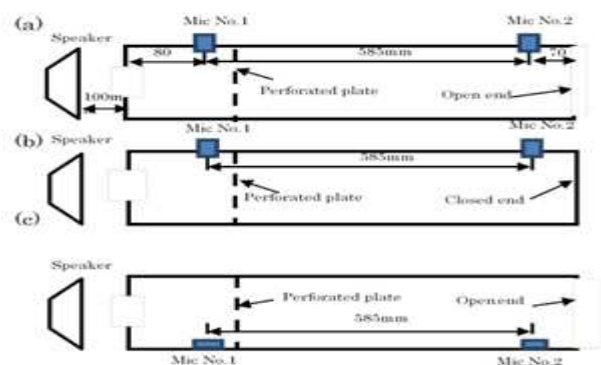 (a)
Mic No.1
Mic No.2
Speaker
80
585mm
70
100m
Perforated plate
Open end
Mic No.1
Mic No.2
(b)
Speaker
585mm
Perforated plate
Closed end
(c)
Speaker
Perforated plate
Open end
585mm
Mic No.1
Mic No.2